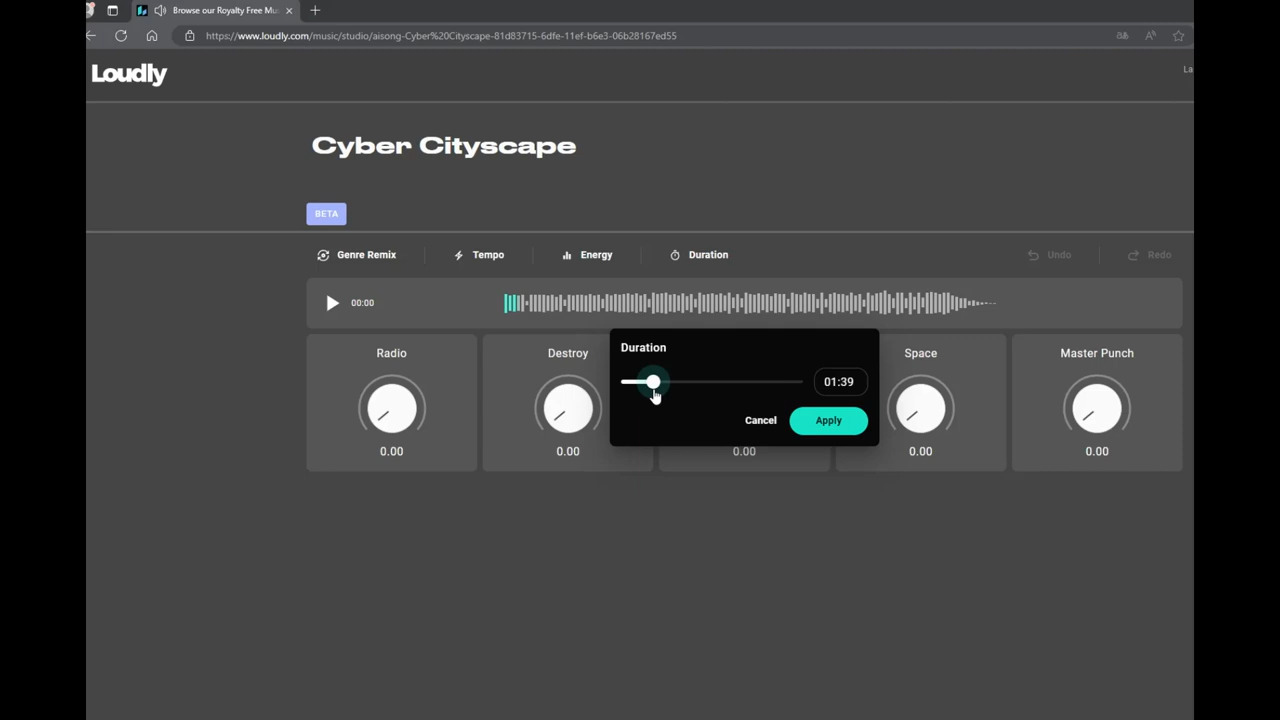 Browse our Royalty Free Mu
https://www.loudly.com/music/studio/aisong-Cyber%20Cityscape-81d83715-6dfe-11ef-b6e3-06b28167ed55
Loudly
La
Cyber Cityscape
BETA
Genre Remix
Tempo
Energy
Duration
Undo
Redo
00:00
Radio
Destroy
Space
Master Punch
Duration
01:39
Cancel
Apply
0.00
0.00
0.00
0.00
0.00